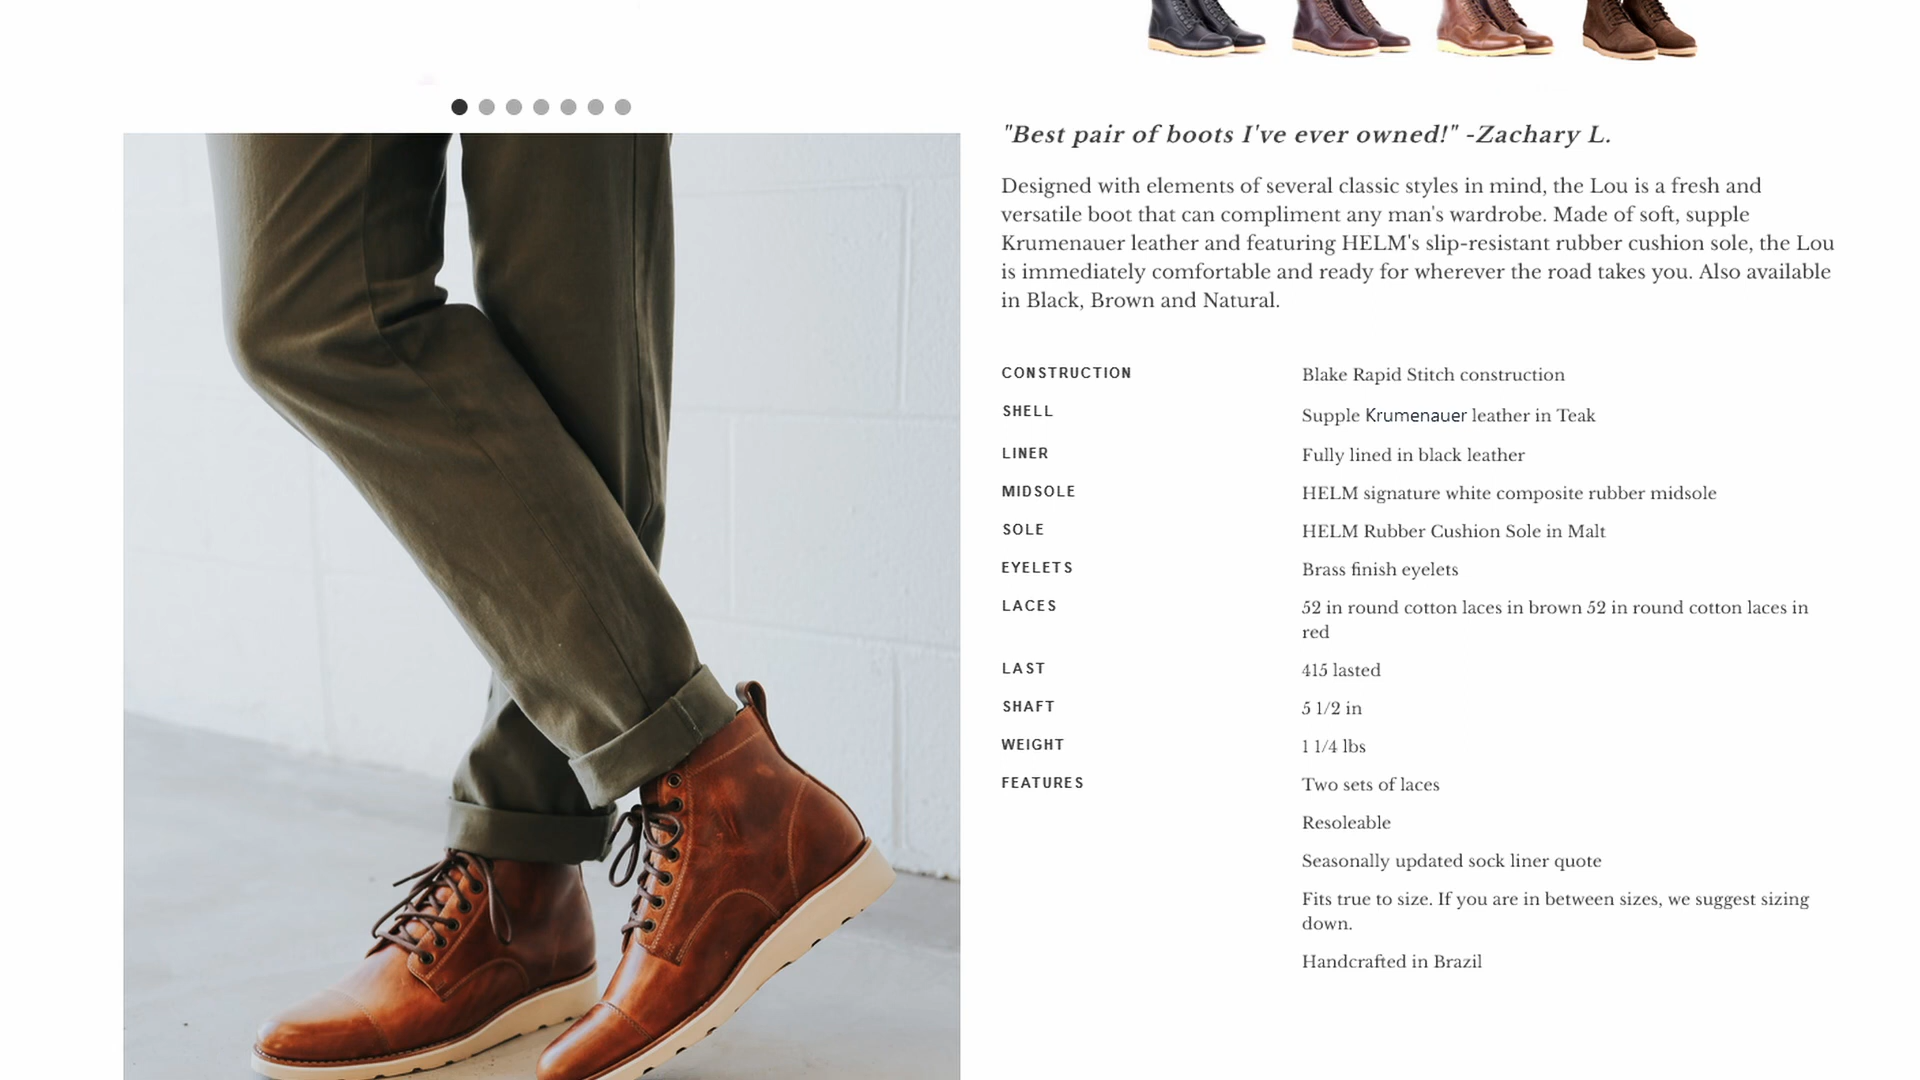 "Best pair of boots I've ever owned!" -Zachary L.
Designed with elements of several classic styles in mind, the Lou is a fresh and
versatile boot that can compliment any man's wardrobe. Made of soft, supple
Krumenauer leather and featuring HELM's slip-resistant rubber cushion sole, the Lou
is immediately comfortable and ready for wherever the road takes you. Also available
in Black, Brown and Natural.
CONSTRUCTION Blake Rapid Stitch construction
SHELL Supple Krumenauer leather in Teak
LINER Fully lined in black leather
MIDSOLE HELM signature white composite rubber midsole
SOLE HELM Rubber Cushion Sole in Malt
EYELETS Brass finish eyelets
LACES 52 in round cotton laces in brown 52 in round cotton laces in
red
LAST 415 lasted
SHAFT 5 1/2 in
WEIGHT 1 1/4 lbs
FEATURES Two sets of laces
Resoleable
Seasonally updated sock liner quote
Fits true to size. If you are in between sizes, we suggest sizing
down.
Handcrafted in Brazil